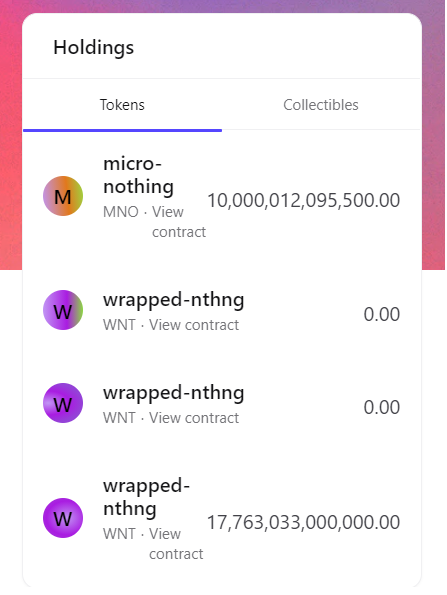 Holdings
Tokens Collectibles
micro-
nothing
M 10,000,012,095,500.00
MNO · View
contract
wrapped-nthng
W 0.00
WNT · View contract
wrapped-nthng
W 0.00
WNT · View contract
wrapped-
nthng
W 17,763,033,000,000.00
WNT · View
contract